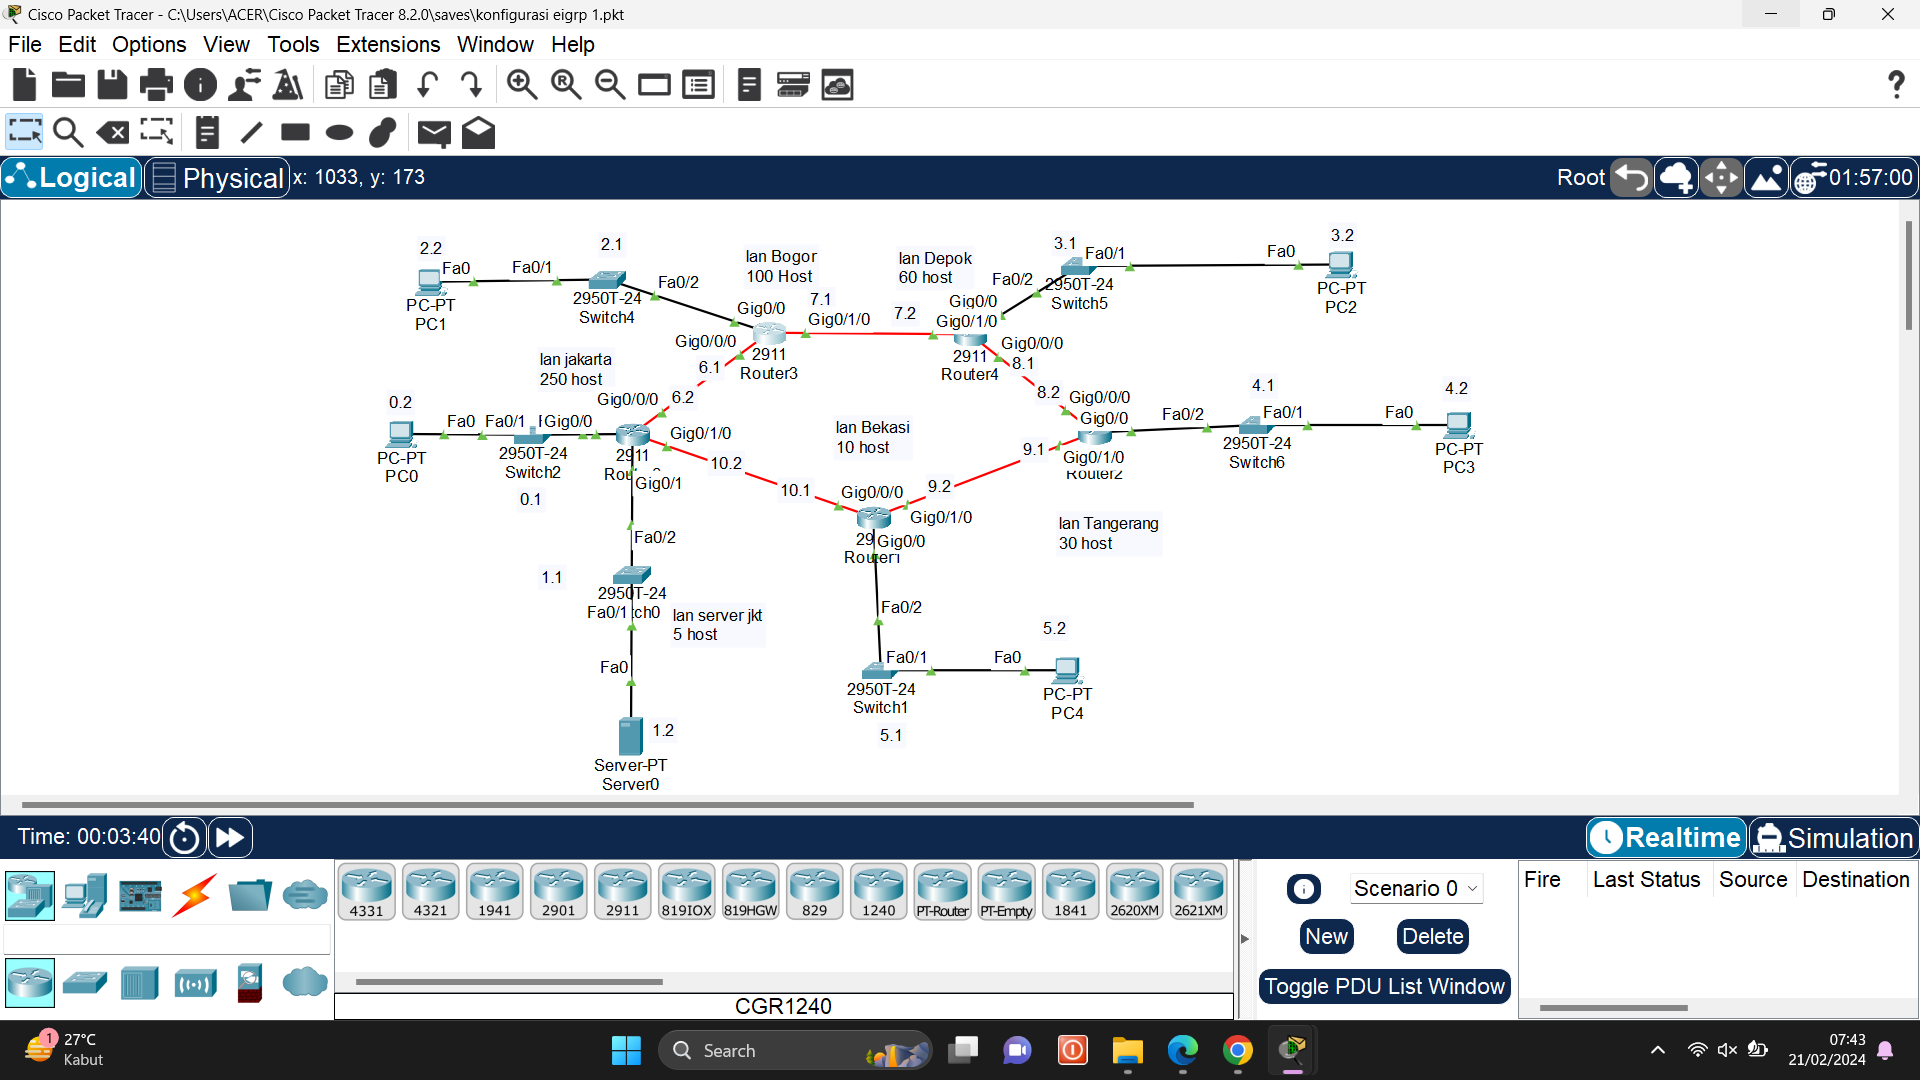 Cisco Packet Tracer - C:\Users\ACER\Cisco Packet Tracer 8.2.0\saves\konfigurasi eigrp 1.pkt
File Edit Options View Tools Extensions Window Help
Logical Physical x: 1033, y: 173 Root 01:57:00
2.2
Fa0
Fa0/1
2.1
Fa0/2
PC-PT
PC1
2950T-24
Switch4
lan Bogor
100 Host
Gig0/0
7.1
Gig0/1/0
7.2
Gig0/0/0
6.1
2911
Router3
lan Depok
60 host
Fa0/2
Gig0/0
Gig0/1/0
Gig0/0/0
8.1
2911
Router4
3.1
Fa0/1
2950T-24
Switch5
Fa0
3.2
PC-PT
PC2
lan jakarta
250 host
Gig0/0/0
6.2
0.2
Fa0
Fa0/1
Gig0/0
PC-PT
PC0
2950T-24
Switch2
0.1
2911
Gig0/1/0
10.2
Gig0/1
lan Bekasi
10 host
10.1
Gig0/0/0
9.2
Gig0/1/0
Gig0/0
Router1
8.2
Gig0/0/0
Gig0/0
9.1
Gig0/1/0
Router2
Fa0/2
4.1
Fa0/1
2950T-24
Switch6
Fa0
4.2
PC-PT
PC3
lan Tangerang
30 host
Fa0/2
1.1
2950T-24
Fa0/1
lan server jkt
5 host
Fa0
1.2
Server-PT
Server0
Fa0/2
Fa0/1
2950T-24
Switch1
5.1
Fa0
5.2
PC-PT
PC4
Time: 00:03:40 Realtime Simulation
4331 4321 1941 2901 2911 819IOX 819HGW 829 1240 PT-Router PT-Empty 1841 2620XM 2621XM
CGR1240
Scenario 0
New Delete
Toggle PDU List Window
Fire Last Status Source Destination
1
27°C
Kabut
Search
07:43
21/02/2024